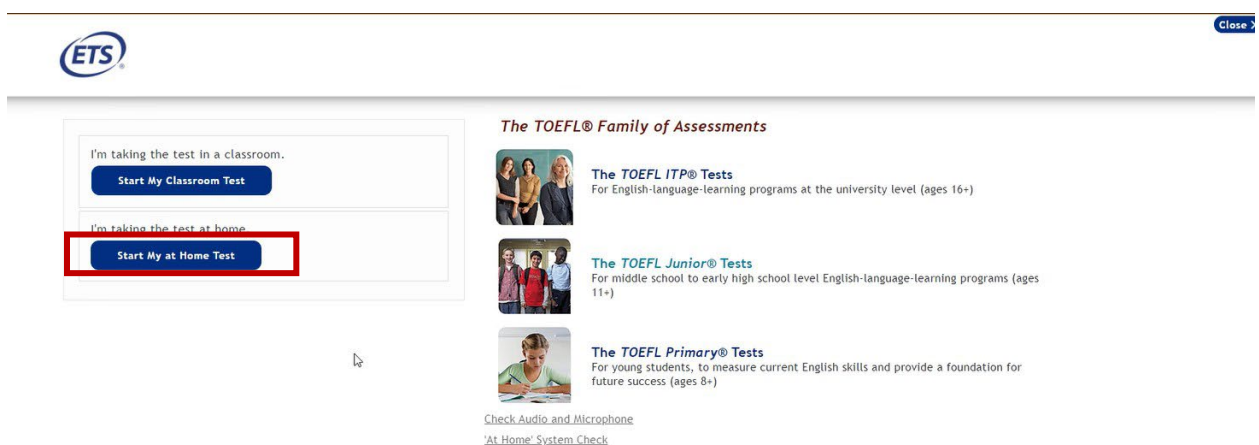 Close X
ETS®
I'm taking the test in a classroom.
Start My Classroom Test
I'm taking the test at home.
Start My at Home Test
The TOEFL® Family of Assessments
The TOEFL ITP® Tests
For English-language-learning programs at the university level (ages 16+)
The TOEFL Junior® Tests
For middle school to early high school level English-language-learning programs (ages
11+)
The TOEFL Primary® Tests
For young students, to measure current English skills and provide a foundation for
future success (ages 8+)
Check Audio and Microphone
'At Home' System Check